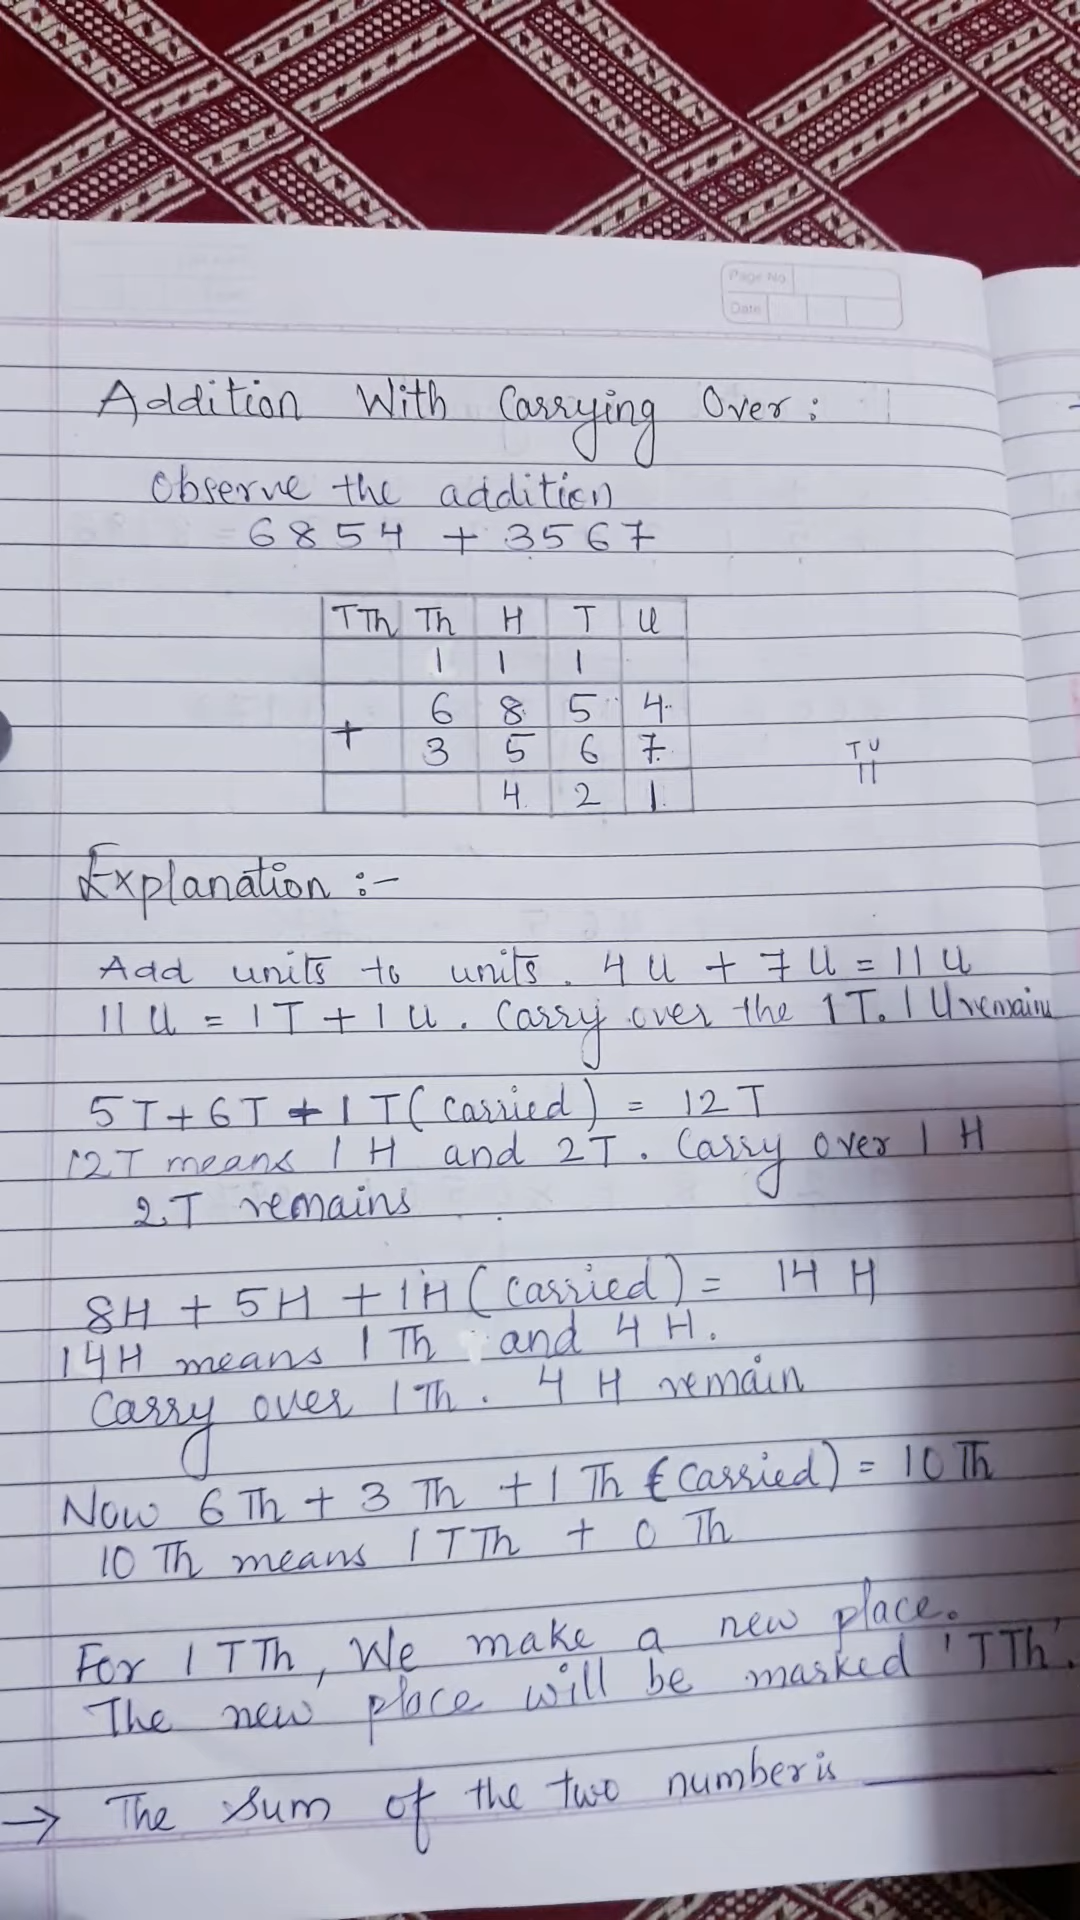 Page No
Date
Addition With Carrying Over :
Observe the addition
6854 + 3567
TTh Th H T U
1 1 1
6 8 5 4
+ 3 5 6 7
4 2 1
T U
1 1
Explanation :-
Add units to units. 4 U + 7 U = 11 U
11 U = 1 T + 1 U. Carry over the 1 T. 1 U remains
5 T + 6 T + 1 T (carried) = 12 T
12 T means 1 H and 2 T. Carry over 1 H
2 T remains
8 H + 5 H + 1 H (carried) = 14 H
14 H means 1 Th and 4 H.
Carry over 1 Th. 4 H remain
Now 6 Th + 3 Th + 1 Th (carried) = 10 Th
10 Th means 1 TTh + 0 Th
For 1 TTh, We make a new place.
The new place will be marked 'TTh'.
→ The sum of the two number is ________